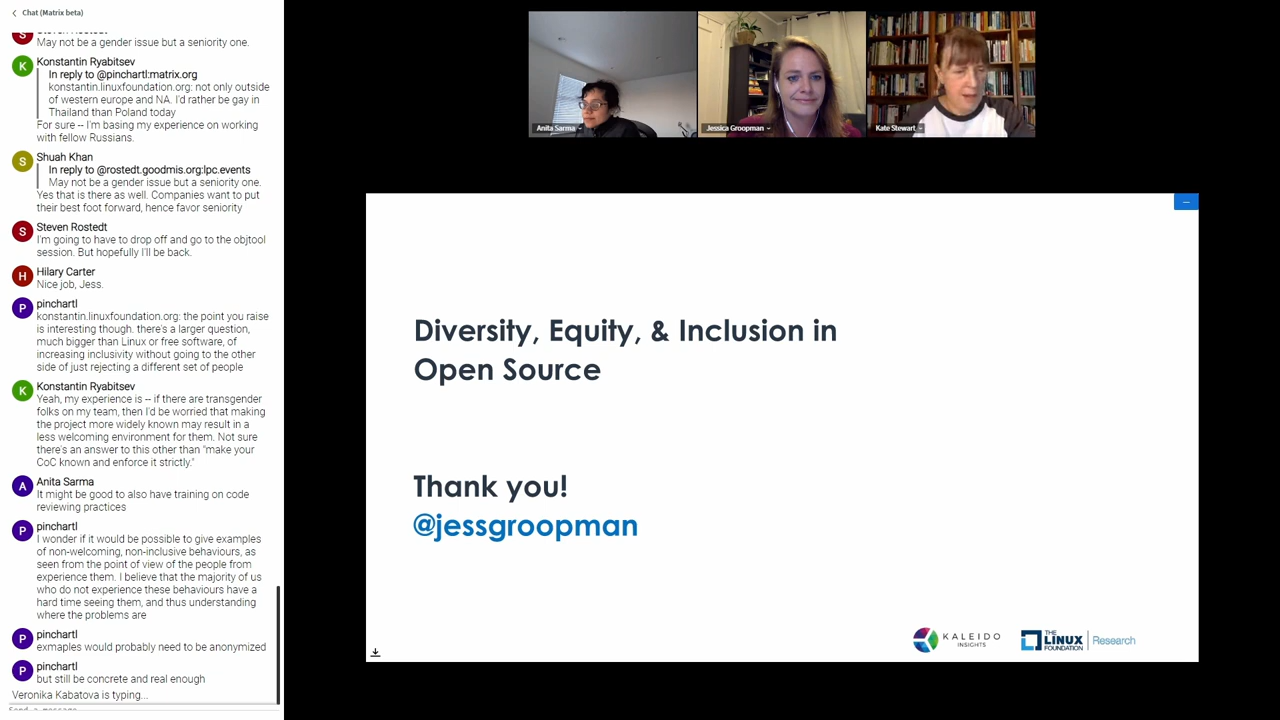 Chat (Matrix beta)
May not be a gender issue but a seniority one.
K
Konstantin Ryabitsev
In reply to @pinchartl:matrix.org
konstantin.linuxfoundation.org: not only outside
of western europe and NA. I'd rather be gay in
Thailand than Poland today
For sure -- I'm basing my experience on working
with fellow Russians.
S
Shuah Khan
In reply to @rostedt.goodmis.org:lpc.events
May not be a gender issue but a seniority one.
Yes that is there as well. Companies want to put
their best foot forward, hence favor seniority
S
Steven Rostedt
I'm going to have to drop off and go to the objtool
session. But hopefully I'll be back.
H
Hilary Carter
Nice job, Jess.
P
pinchartl
konstantin.linuxfoundation.org: the point you raise
is interesting though. there's a larger question,
much bigger than Linux or free software, of
increasing inclusivity without going to the other
side of just rejecting a different set of people
K
Konstantin Ryabitsev
Yeah, my experience is -- if there are transgender
folks on my team, then I'd be worried that making
the project more widely known may result in a
less welcoming environment for them. Not sure
there's an answer to this other than "make your
CoC known and enforce it strictly."
A
Anita Sarma
It might be good to also have training on code
reviewing practices
P
pinchartl
I wonder if it would be possible to give examples
of non-welcoming, non-inclusive behaviours, as
seen from the point of view of the people from
experience them. I believe that the majority of us
who do not experience these behaviours have a
hard time seeing them, and thus understanding
where the problems are
P
pinchartl
exmaples would probably need to be anonymized
P
pinchartl
but still be concrete and real enough
Veronika Kabatova is typing...
Anita Sarma
Jessica Groopman
Kate Stewart
Diversity, Equity, & Inclusion in
Open Source
Thank you!
@jessgroopman
KALEIDO
INSIGHTS
THE
LINUX
FOUNDATION
Research